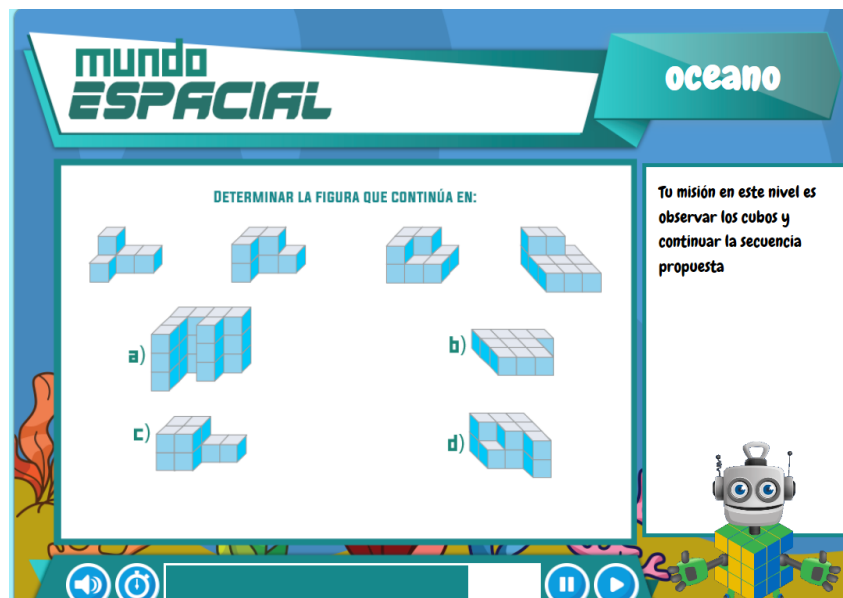 mundo
ESPACIAL
oceano
DETERMINAR LA FIGURA QUE CONTINÚA EN:
Tu misión en este nivel es
observar los cubos y
continuar la secuencia
propuesta
a)
b)
c)
d)